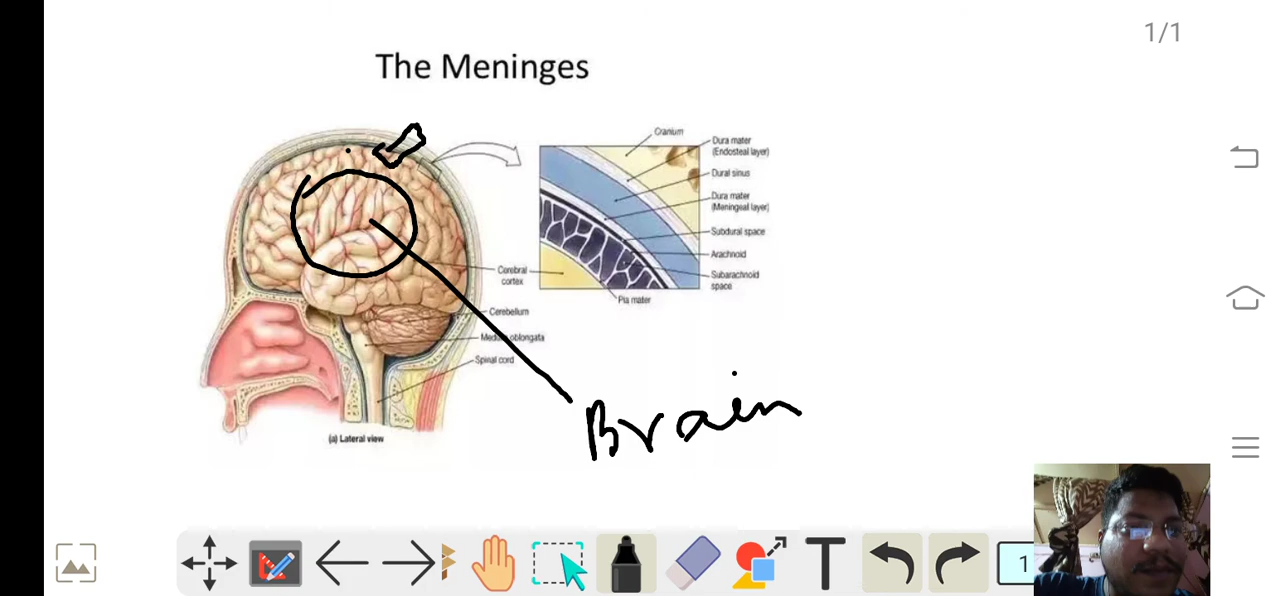 1/1
The Meninges
Cranium
Dura mater
(Endosteal layer)
Dural sinus
Dura mater
(Meningeal layer)
Subdural space
Arachnoid
Subarachnoid
space
Pia mater
Cerebral
cortex
Cerebellum
Medulla oblongata
Spinal cord
(a) Lateral view
Brain
T
1